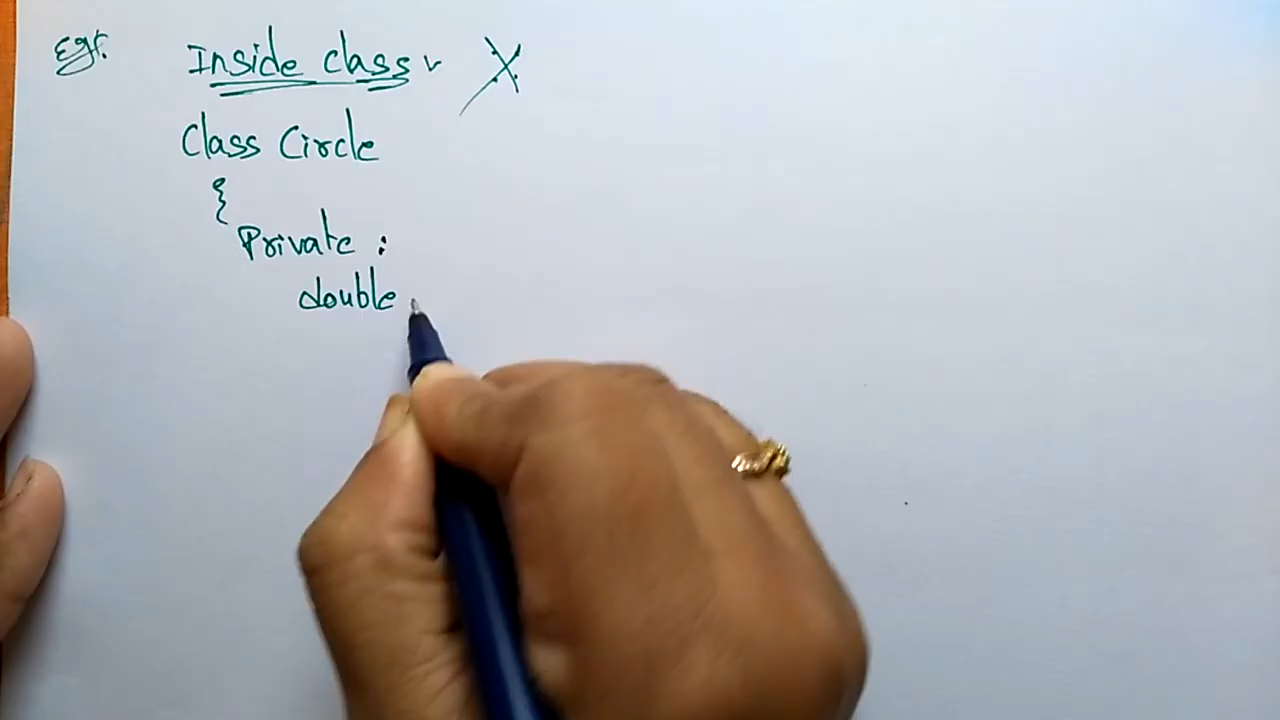 Eg:
Inside class ✓ X
Class Circle
{
Private :
double